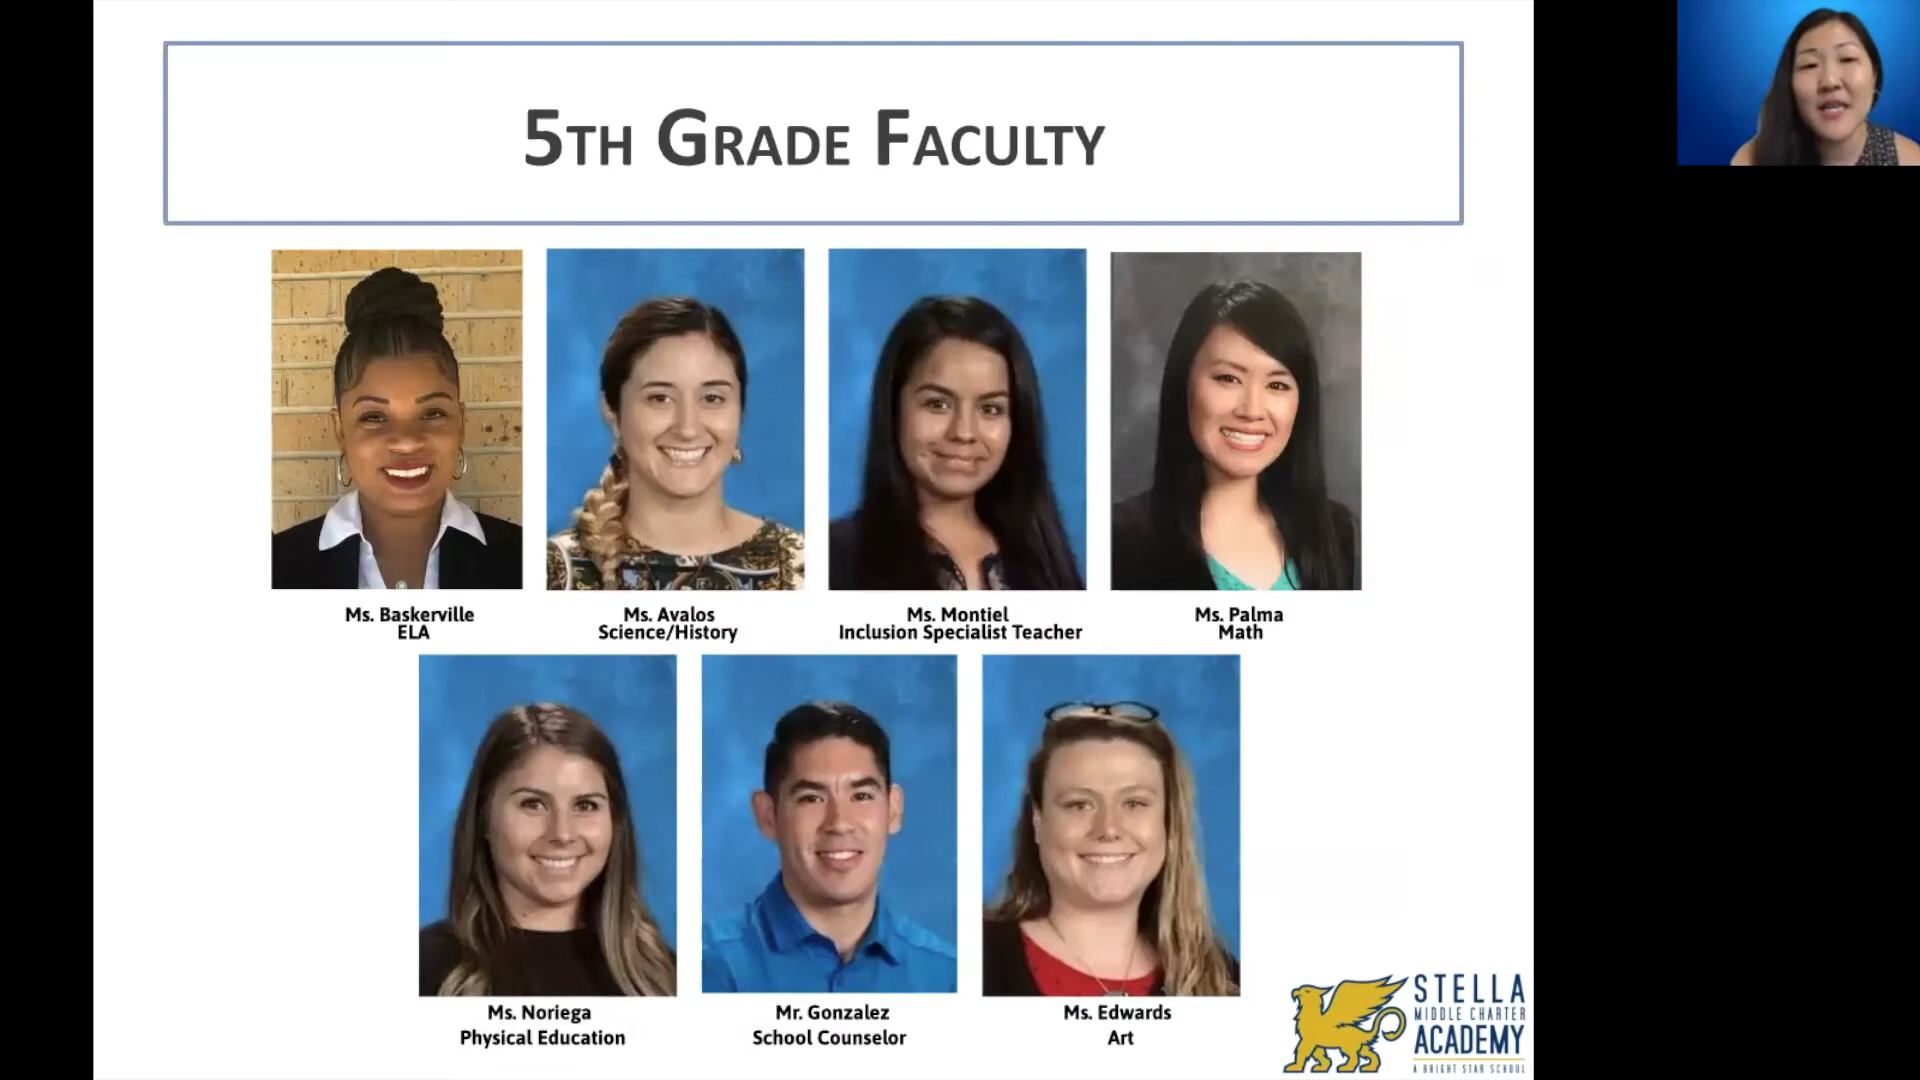 5TH GRADE FACULTY
Ms. Baskerville
ELA
Ms. Avalos
Science/History
Ms. Montiel
Inclusion Specialist Teacher
Ms. Palma
Math
Ms. Noriega
Physical Education
Mr. Gonzalez
School Counselor
Ms. Edwards
Art
STELLA
MIDDLE CHARTER
ACADEMY
A BRIGHT STAR SCHOOL